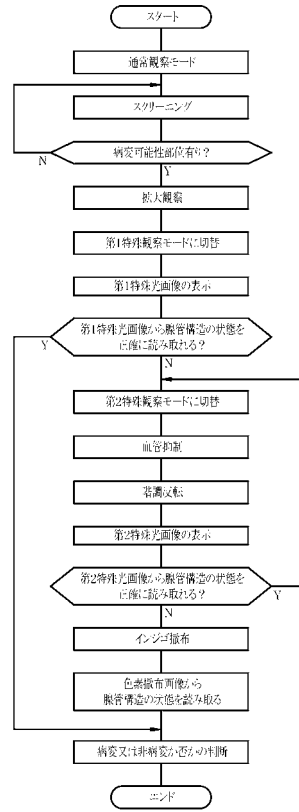 スタート
通常観察モード
スクリーニング
病変可能性部位有り?
N
Y
拡大観察
第1特殊観察モードに切替
第1特殊光画像の表示
第1特殊光画像から腺管構造の状態を
正確に読み取れる?
Y
N
第2特殊観察モードに切替
血管抑制
階調反転
第2特殊光画像の表示
第2特殊光画像から腺管構造の状態を
正確に読み取れる?
Y
N
インジゴ撒布
色素撒布画像から
腺管構造の状態を読み取る
病変又は非病変か否かの判断
エンド